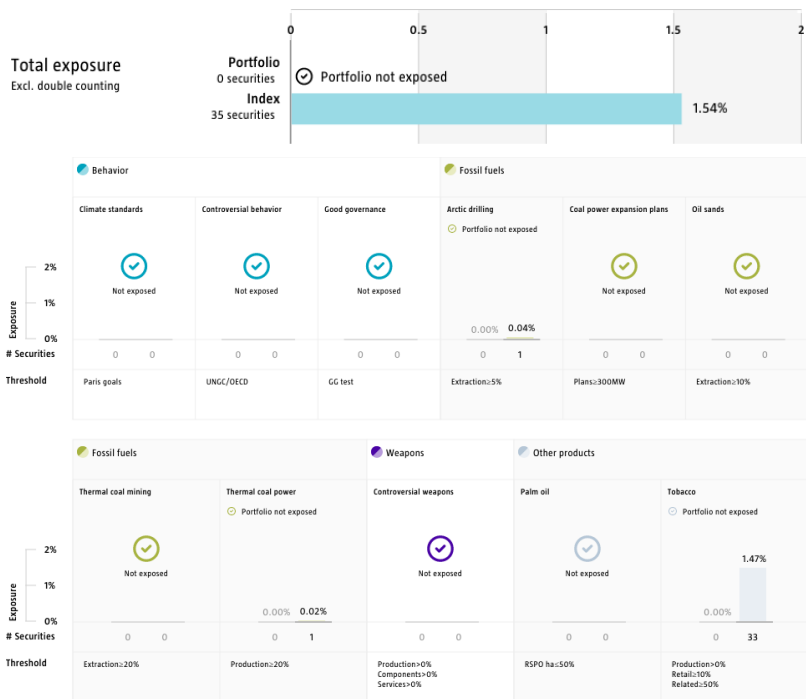 0 0.5 1 1.5 2
Total exposure
Excl. double counting
Portfolio
0 securities
Portfolio not exposed
Index
35 securities
1.54%
Behavior
Fossil fuels
Climate standards
Controversial behavior
Good governance
Arctic drilling
Coal power expansion plans
Oil sands
Portfolio not exposed
Not exposed
Not exposed
Not exposed
Not exposed
Not exposed
Exposure
2%
1%
0%
0.00% 0.04%
# Securities
0 0
0 0
0 0
0 1
0 0
0 0
Threshold
Paris goals
UNGC/OECD
GG test
Extraction≥5%
Plans≥300MW
Extraction≥10%
Fossil fuels
Weapons
Other products
Thermal coal mining
Thermal coal power
Controversial weapons
Palm oil
Tobacco
Portfolio not exposed
Portfolio not exposed
Not exposed
Not exposed
Not exposed
Exposure
2%
1%
0%
0.00% 0.02%
1.47%
0.00%
# Securities
0 0
0 1
0 0
0 0
0 33
Threshold
Extraction≥20%
Production≥20%
Production>0%
Components>0%
Services>0%
RSPO ha≤50%
Production>0%
Retail≥10%
Related≥50%